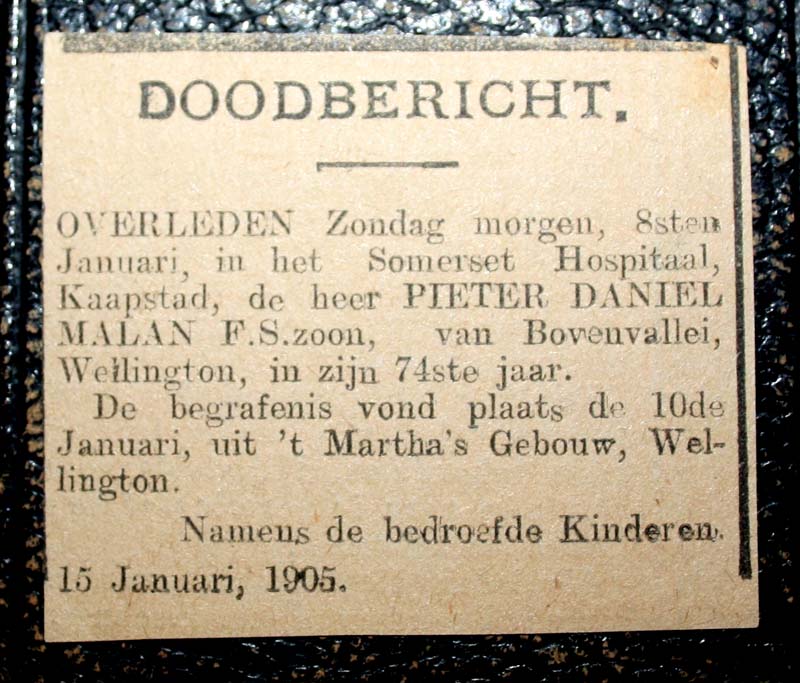 DOODBERICHT.
OVERLEDEN Zondag morgen, 8sten
Januari, in het Somerset Hospitaal,
Kaapstad, de heer PIETER DANIEL
MALAN F.S.zoon, van Bovenvallei,
Wellington, in zijn 74ste jaar.
De begrafenis vond plaats de 10de
Januari, uit 't Martha's Gebouw, Wel-
lington.
Namens de bedroefde Kinderen.
15 Januari, 1905.